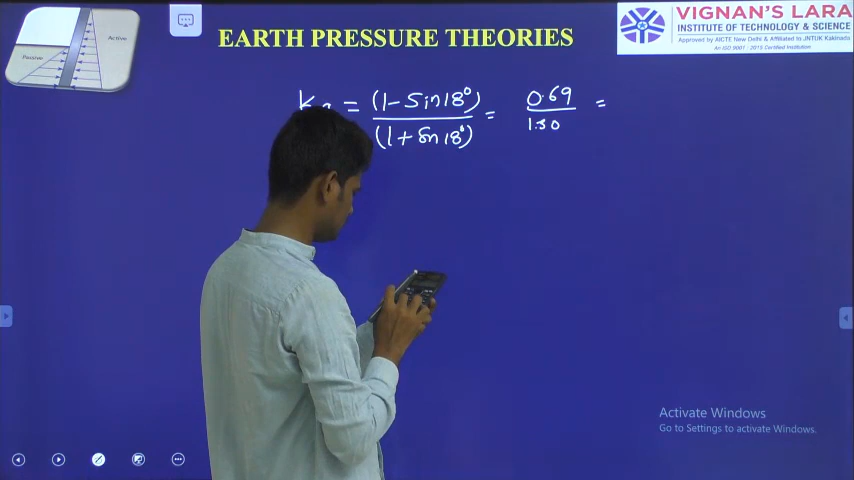 VIGNAN'S LARA
INSTITUTE OF TECHNOLOGY & SCIENCE
Approved by AICTE New Delhi & Affiliated to JNTUK Kakinada
An ISO 9001 : 2015 Certified Institution
EARTH PRESSURE THEORIES
Active
Passive
= (1-Sin18°) / (1+Sin18°) = 0.69 / 1.30 =
Activate Windows
Go to Settings to activate Windows.